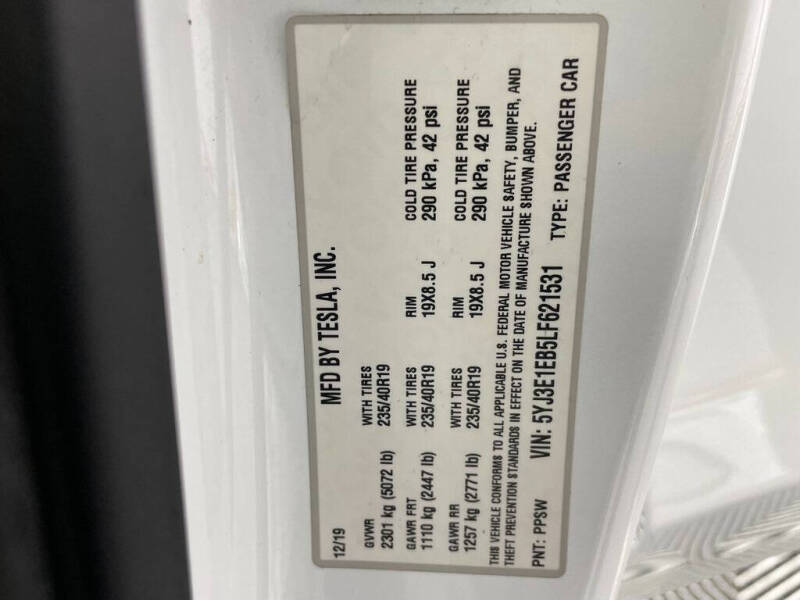 12/19 MFD BY TESLA, INC.
GVWR WITH TIRES
2301 kg (5072 lb) 235/40R19
GAWR FRT WITH TIRES RIM COLD TIRE PRESSURE
1110 kg (2447 lb) 235/40R19 19X8.5 J 290 kPa, 42 psi
GAWR RR WITH TIRES RIM COLD TIRE PRESSURE
1257 kg (2771 lb) 235/40R19 19X8.5 J 290 kPa, 42 psi
THIS VEHICLE CONFORMS TO ALL APPLICABLE U.S. FEDERAL MOTOR VEHICLE SAFETY, BUMPER, AND
THEFT PREVENTION STANDARDS IN EFFECT ON THE DATE OF MANUFACTURE SHOWN ABOVE.
PNT: PPSW VIN: 5YJ3E1EB5LF621531 TYPE: PASSENGER CAR